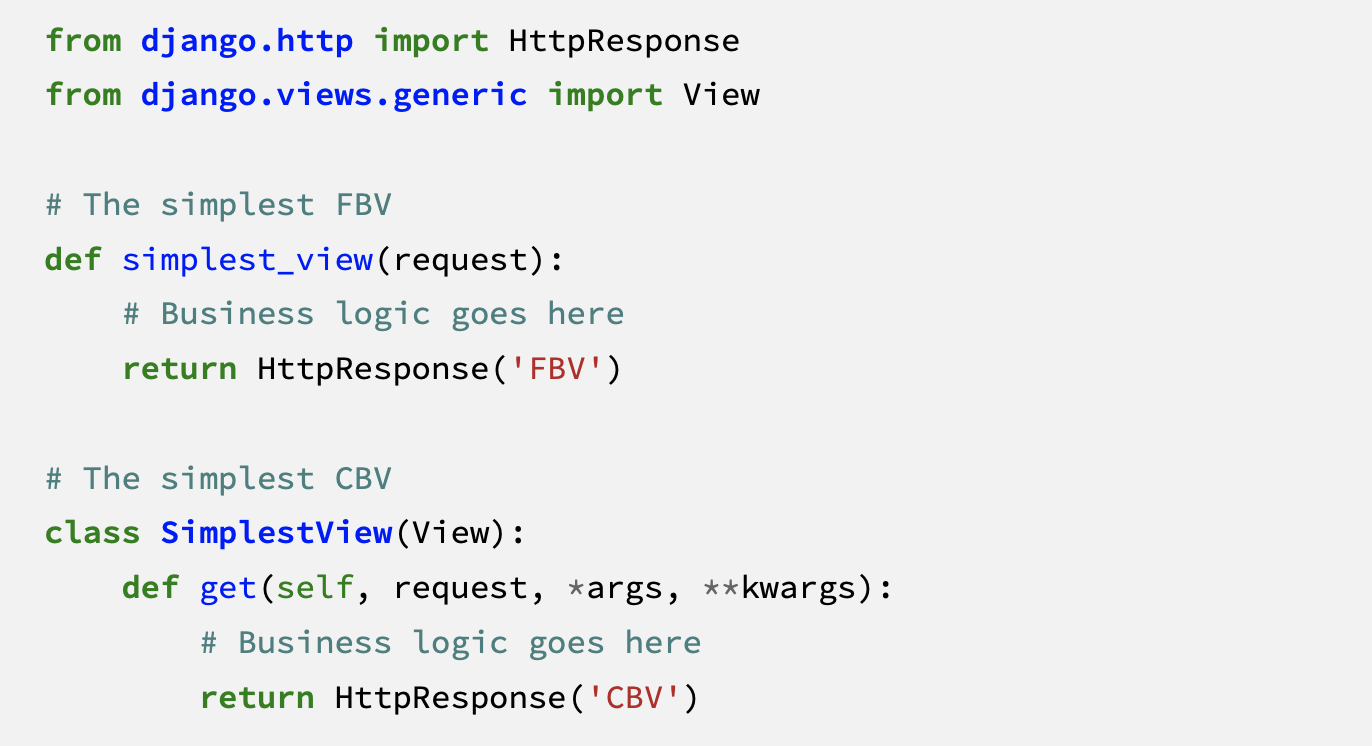 from django.http import HttpResponse
from django.views.generic import View
# The simplest FBV
def simplest_view(request):
    # Business logic goes here
    return HttpResponse('FBV')
# The simplest CBV
class SimplestView(View):
    def get(self, request, *args, **kwargs):
        # Business logic goes here
        return HttpResponse('CBV')